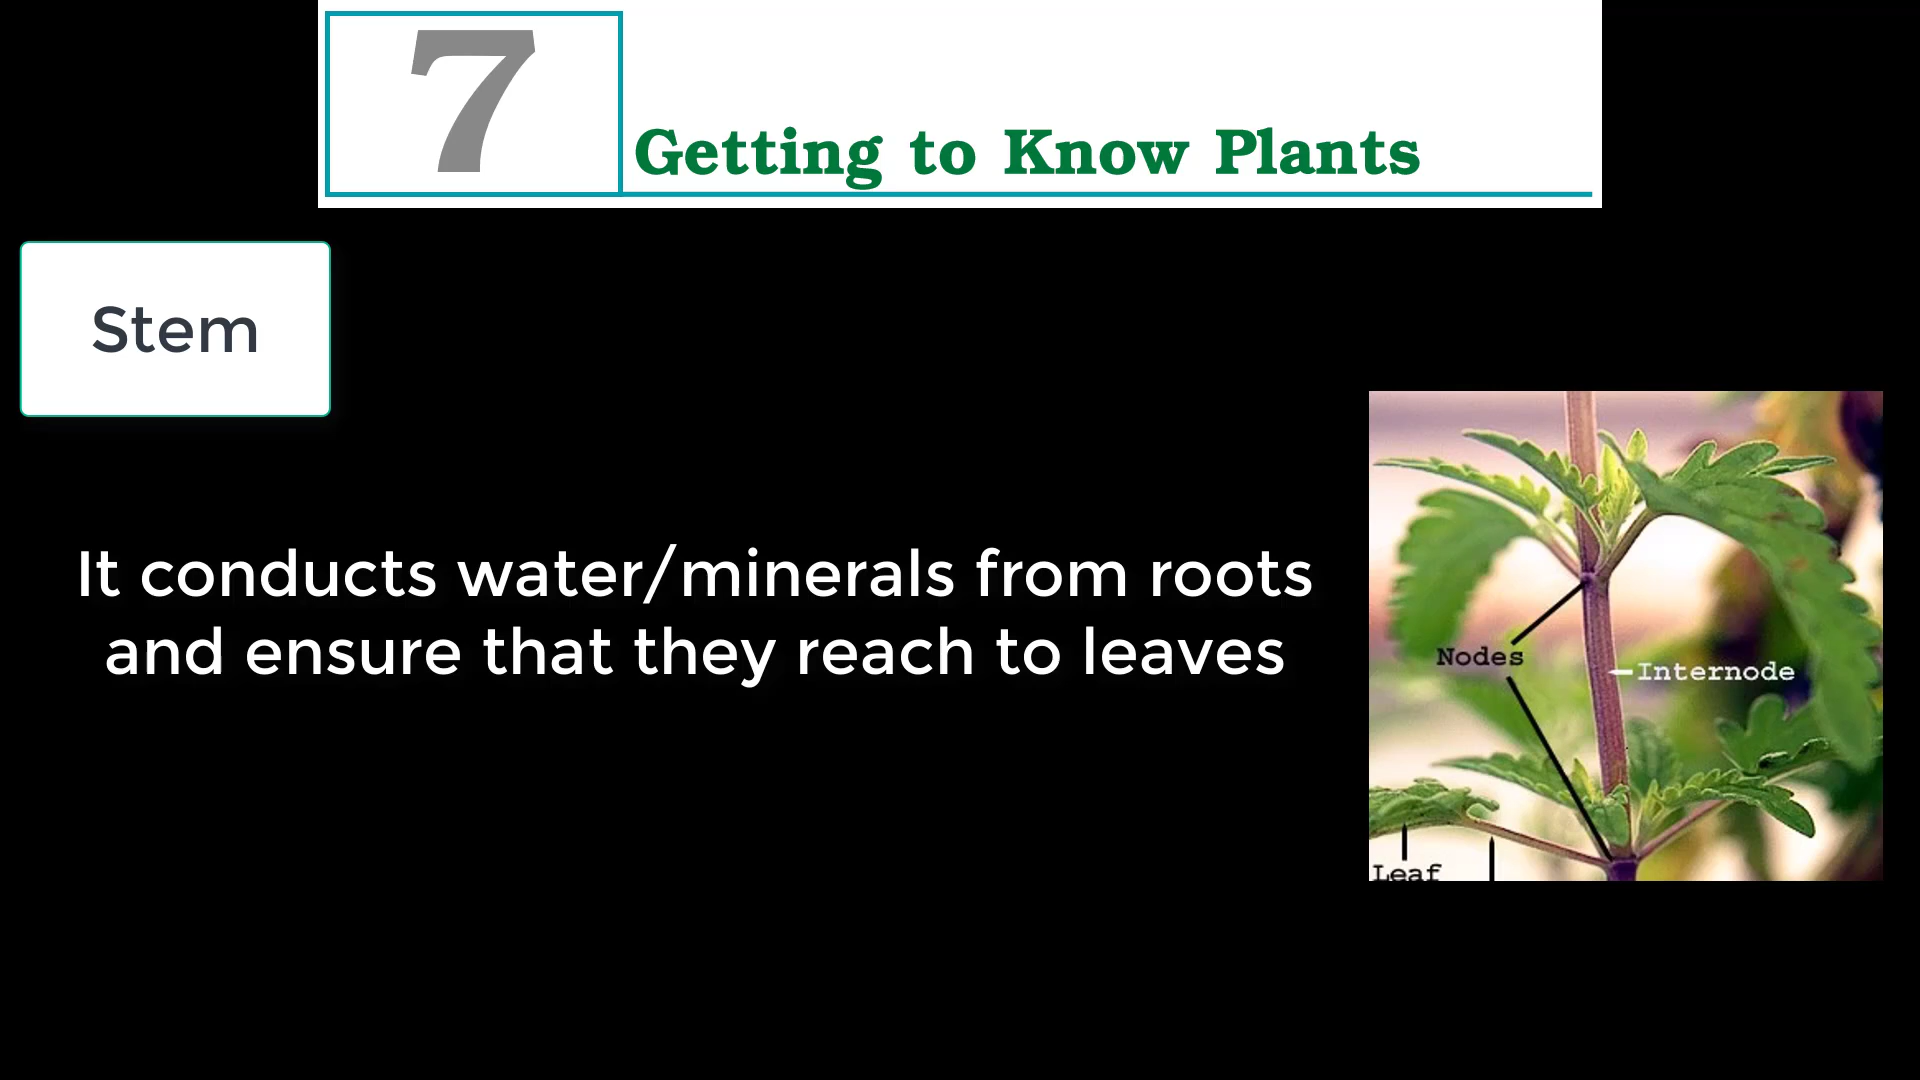 7
Getting to Know Plants
Stem
It conducts water/minerals from roots
and ensure that they reach to leaves
Nodes
Internode
Leaf